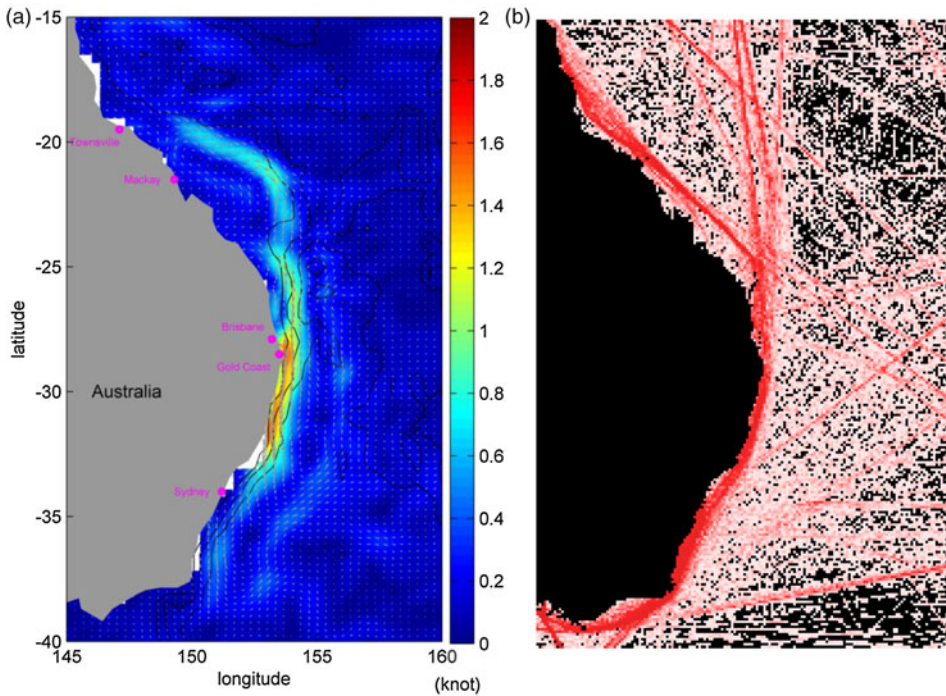 (a)
-15
-20
-25
-30
-35
-40
latitude
145
150
155
160
longitude
Townsville
Mackay
Brisbane
Gold Coast
Australia
Sydney
2
1.8
1.6
1.4
1.2
1
0.8
0.6
0.4
0.2
0
(knot)
(b)